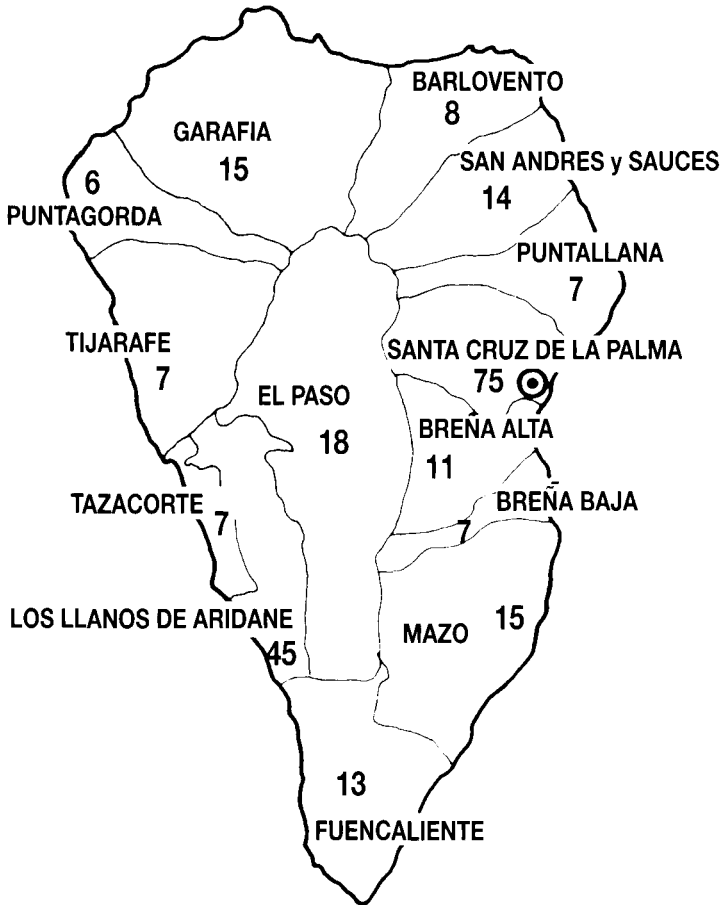 BARLOVENTO
8
GARAFIA
15
SAN ANDRES y SAUCES
14
6
PUNTAGORDA
PUNTALLANA
7
TIJARAFE
7
SANTA CRUZ DE LA PALMA
75
EL PASO
18
BREÑA ALTA
11
TAZACORTE
7
BREÑA BAJA
7
LOS LLANOS DE ARIDANE
45
MAZO
15
13
FUENCALIENTE